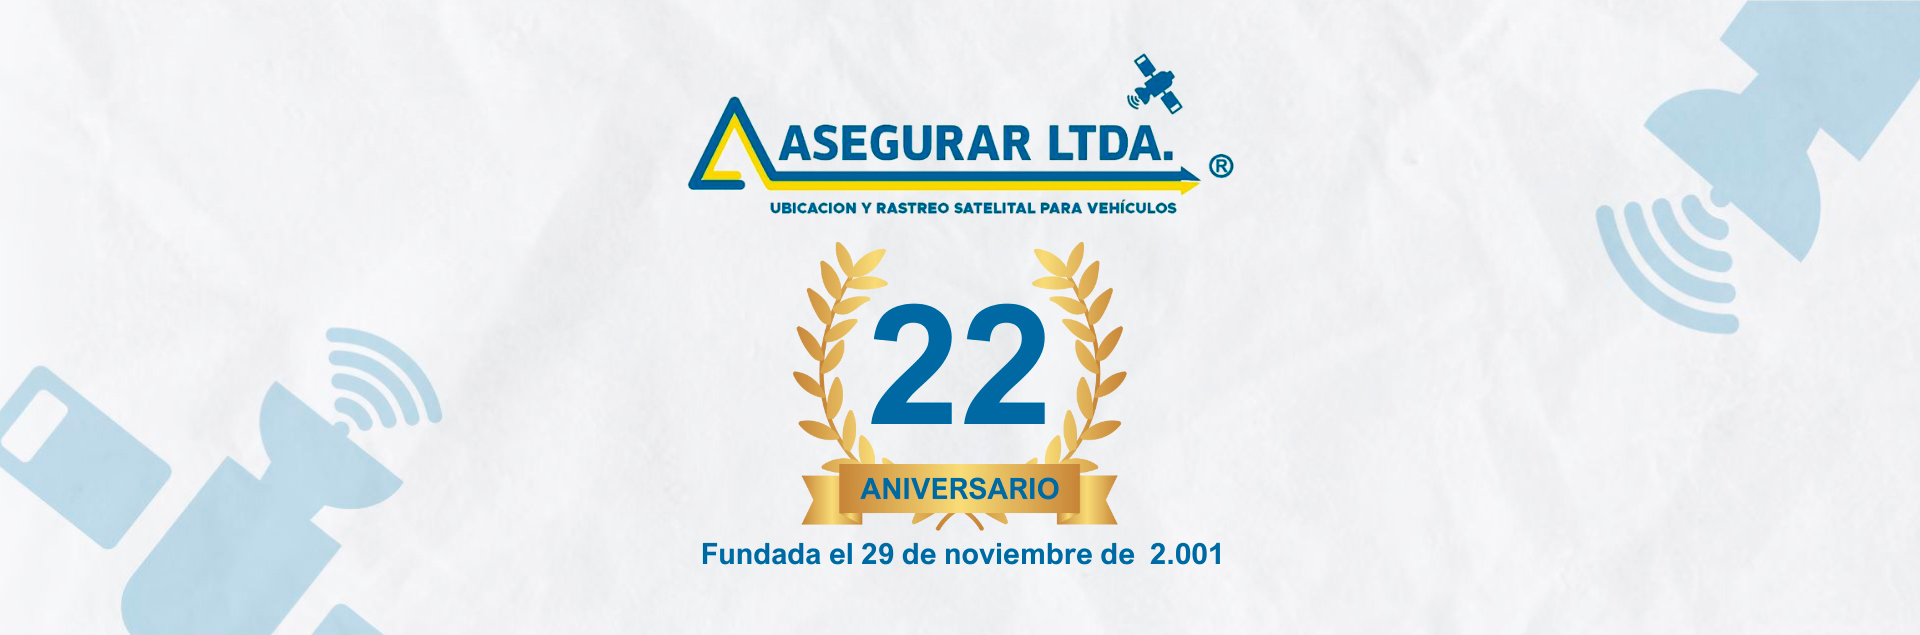 ASEGURAR LTDA.
®
UBICACION Y RASTREO SATELITAL PARA VEHÍCULOS
22
ANIVERSARIO
Fundada el 29 de noviembre de 2.001